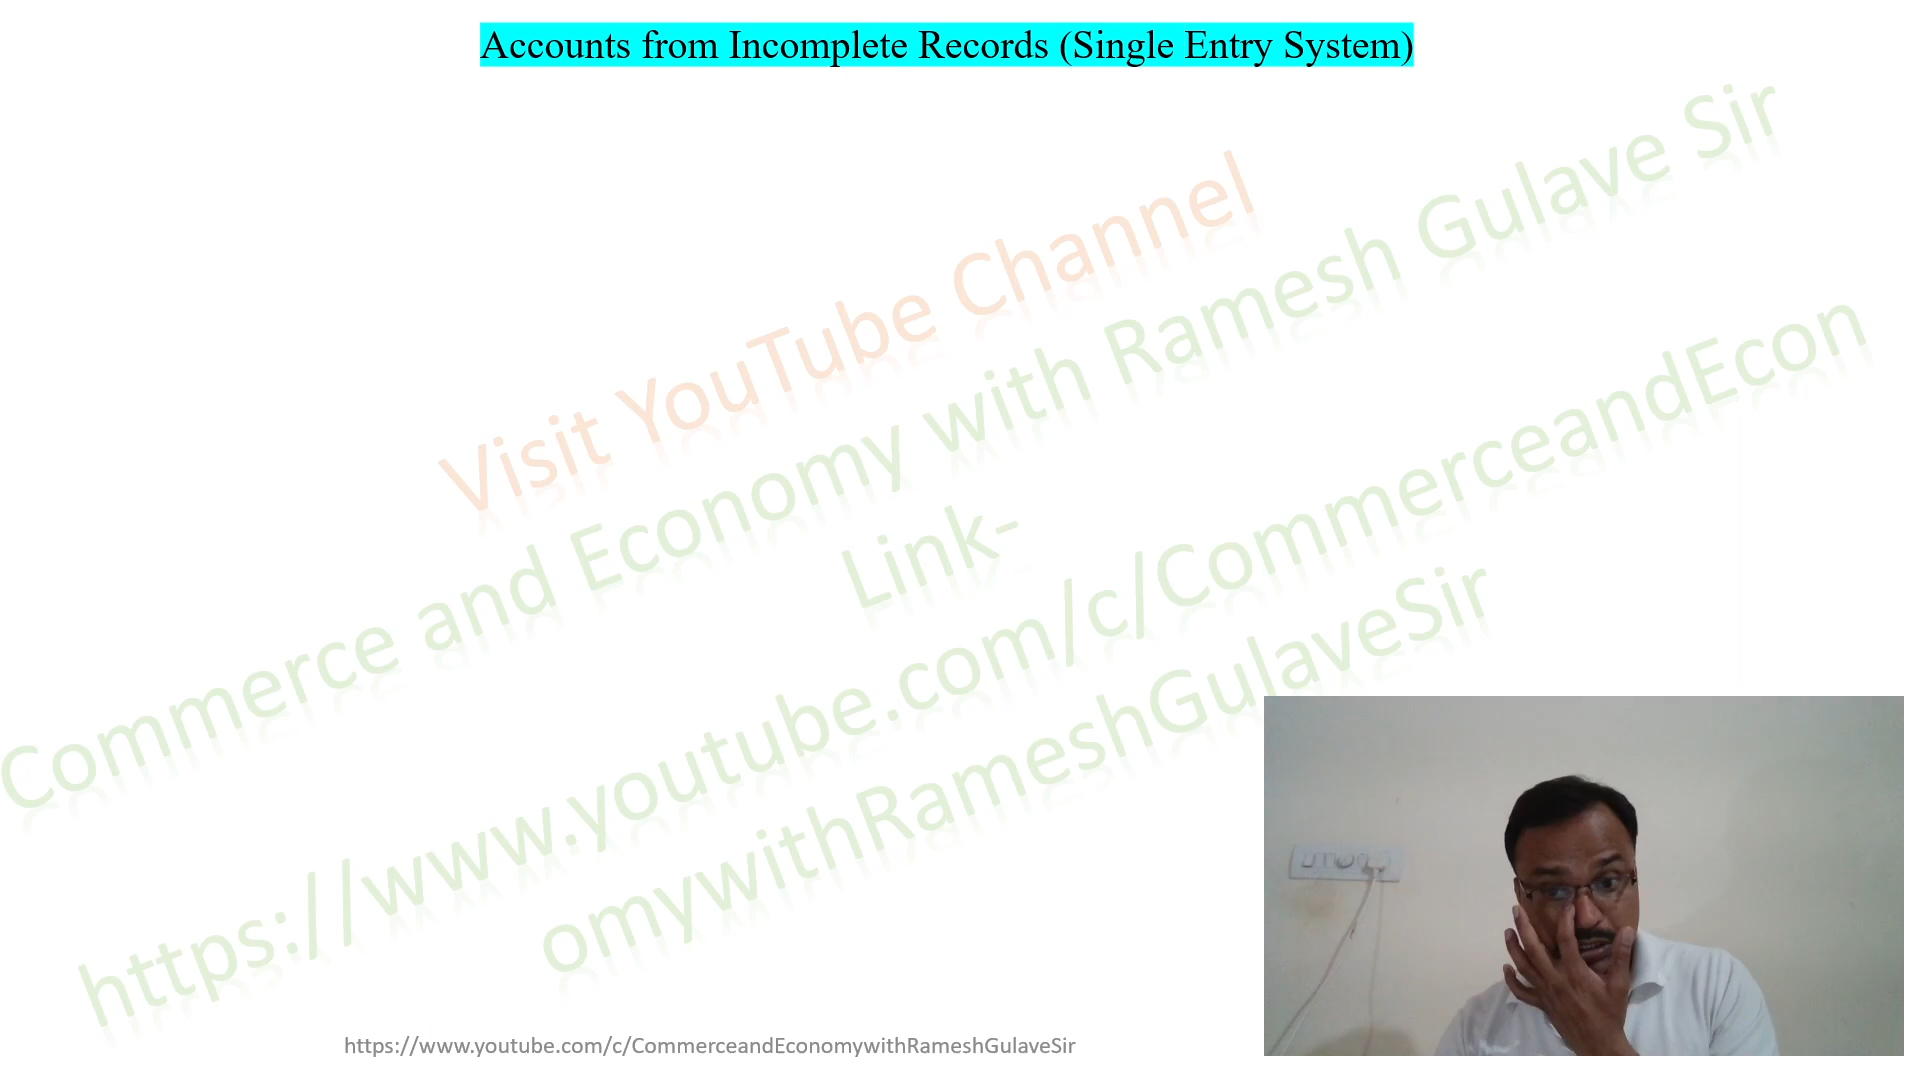 Accounts from Incomplete Records (Single Entry System)
Visit YouTube Channel
Commerce and Economy with Ramesh Gulave Sir
Link-
https://www.youtube.com/c/CommerceandEcon
omywithRameshGulaveSir
https://www.youtube.com/c/CommerceandEconomywithRameshGulaveSir